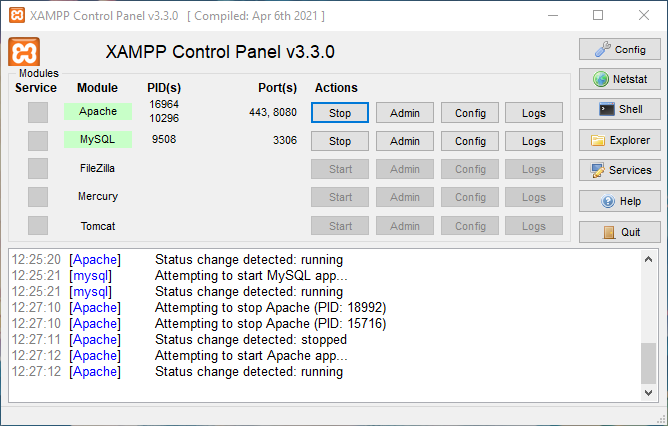 XAMPP Control Panel v3.3.0 [ Compiled: Apr 6th 2021 ]
XAMPP Control Panel v3.3.0
Config
Modules
Service Module PID(s) Port(s) Actions
Netstat
Apache 16964 10296 443, 8080 Stop Admin Config Logs
Shell
MySQL 9508 3306 Stop Admin Config Logs
Explorer
FileZilla Start Admin Config Logs
Services
Mercury Start Admin Config Logs
Help
Tomcat Start Admin Config Logs
Quit
12:25:20 [Apache] Status change detected: running
12:25:21 [mysql] Attempting to start MySQL app...
12:25:21 [mysql] Status change detected: running
12:27:10 [Apache] Attempting to stop Apache (PID: 18992)
12:27:10 [Apache] Attempting to stop Apache (PID: 15716)
12:27:11 [Apache] Status change detected: stopped
12:27:12 [Apache] Attempting to start Apache app...
12:27:12 [Apache] Status change detected: running